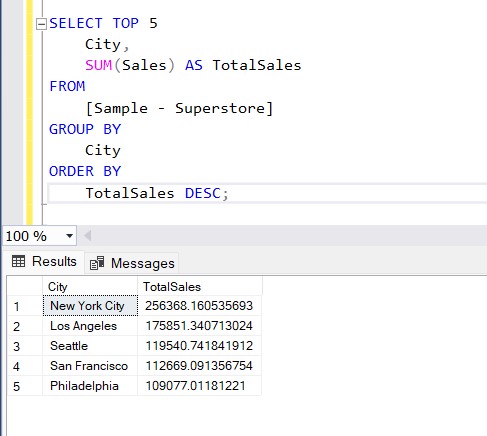 SELECT TOP 5
City,
SUM(Sales) AS TotalSales
FROM
[Sample - Superstore]
GROUP BY
City
ORDER BY
TotalSales DESC;
100 %
Results Messages
City TotalSales
1 New York City 256368.160535693
2 Los Angeles 175851.340713024
3 Seattle 119540.741841912
4 San Francisco 112669.091356754
5 Philadelphia 109077.01181221